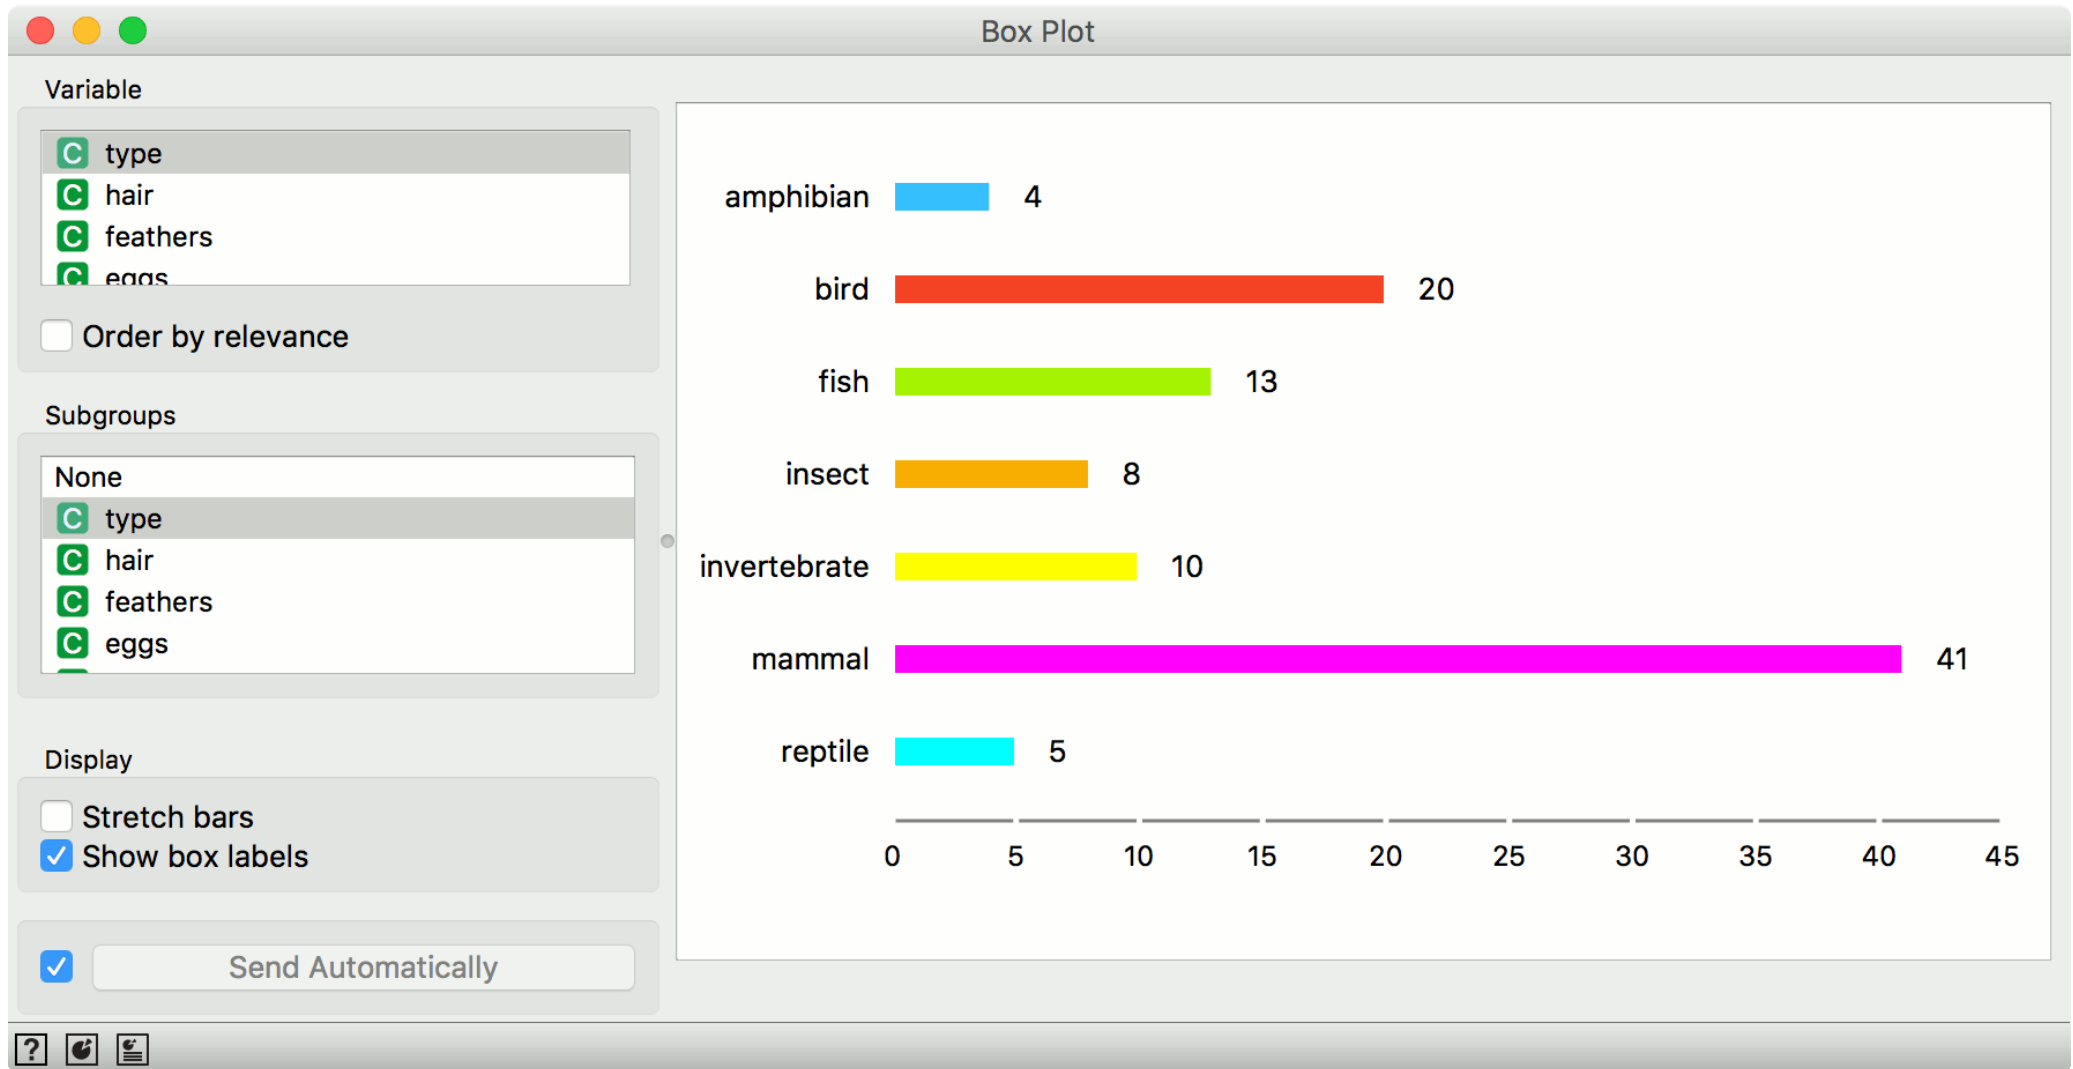 Box Plot
Variable
C type
C hair
C feathers
C eggs
Order by relevance
Subgroups
None
C type
C hair
C feathers
C eggs
Display
Stretch bars
Show box labels
Send Automatically
?
amphibian 4
bird 20
fish 13
insect 8
invertebrate 10
mammal 41
reptile 5
0 5 10 15 20 25 30 35 40 45